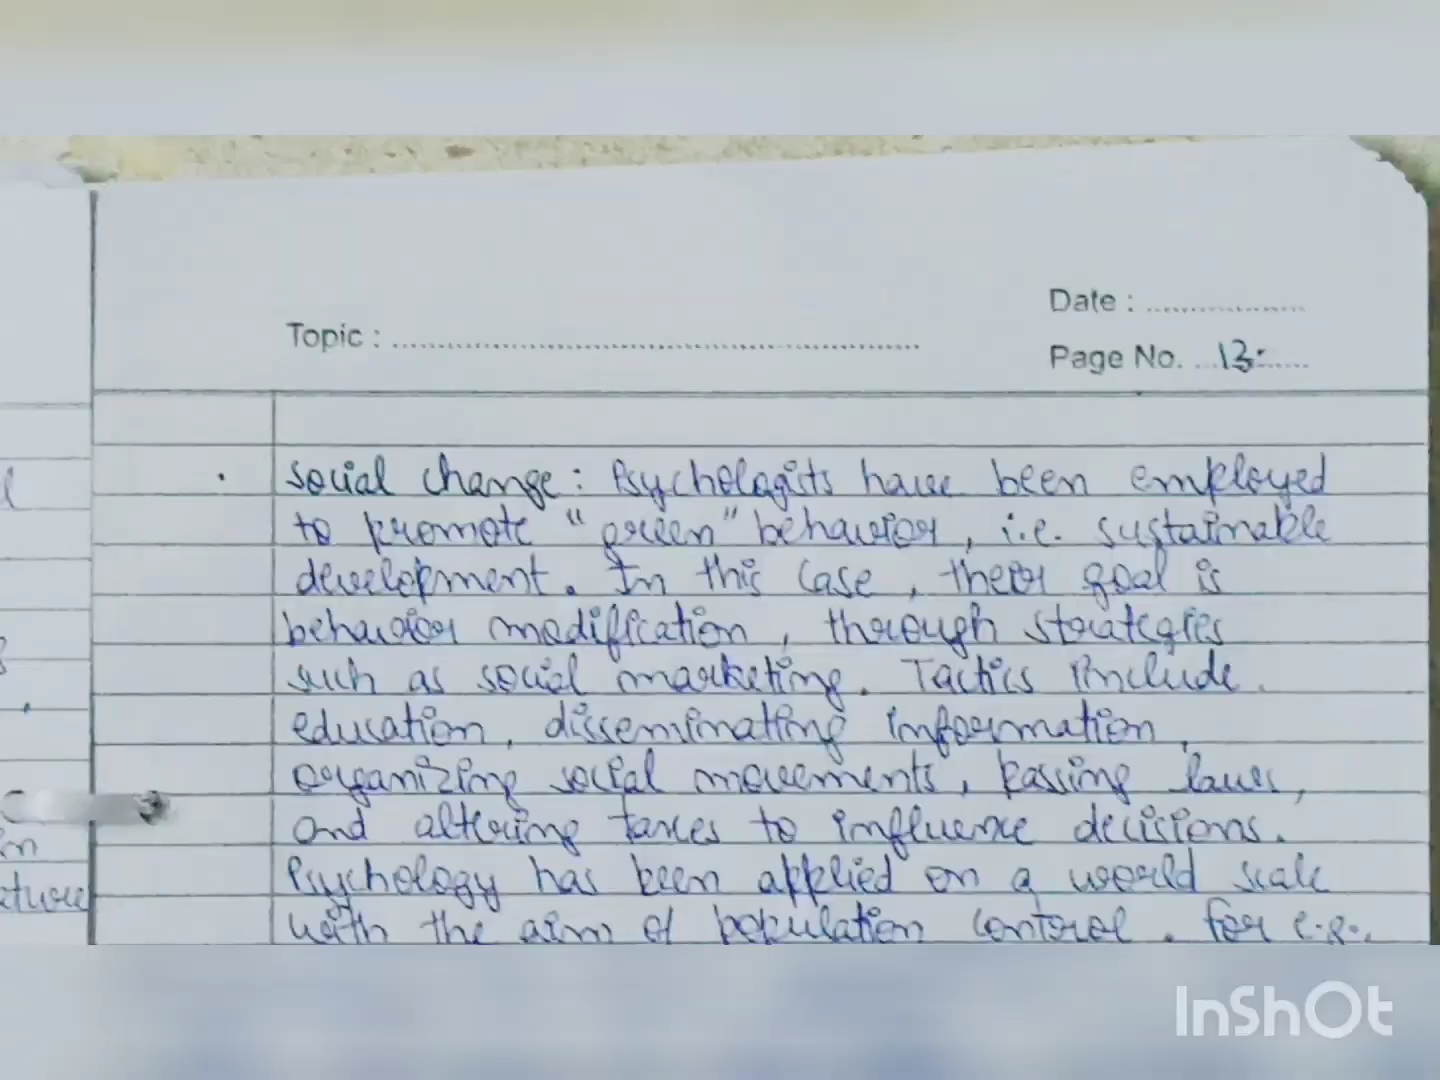 Date : ..................
Topic : ..............................................................
Page No. ...13.......
. Social change: Psychologists have been employed
to promote "green" behavior, i.e. sustainable
development. In this case, their goal is
behavior modification, through strategies
such as social marketing. Tactics include
education, disseminating information,
organizing social movements, passing laws,
and altering taxes to influence decisions.
Psychology has been applied on a world scale
with the aim of population control. For e.g.,
InShOt